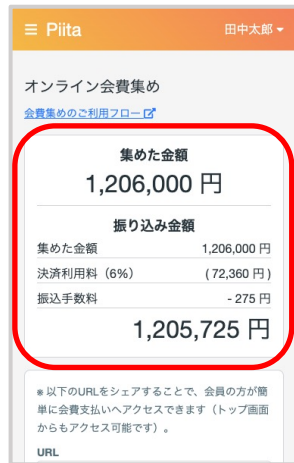 ≡ Piita 田中太郎▼
オンライン会費集め
会費集めのご利用フロー
集めた金額
1,206,000 円
振り込み金額
集めた金額 1,206,000 円
決済利用料（6%） ( 72,360 円 )
振込手数料 - 275 円
1,205,725 円
※ 以下のURLをシェアすることで、会員の方が簡
単に会費支払いへアクセスできます（トップ画面
からもアクセス可能です）。
URL